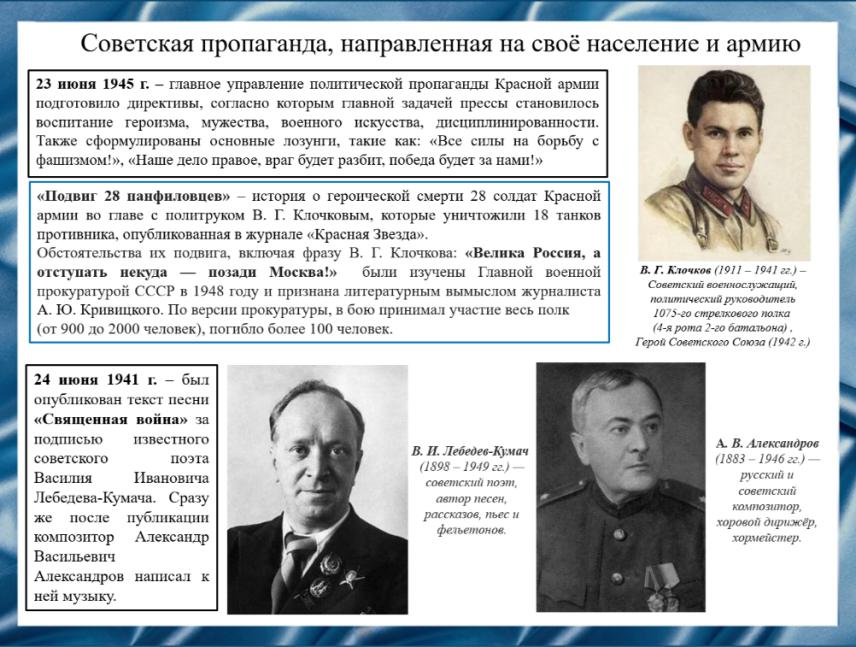 Советская пропаганда, направленная на своё население и армию
23 июня 1945 г. – главное управление политической пропаганды Красной армии
подготовило директивы, согласно которым главной задачей прессы становилось
воспитание героизма, мужества, военного искусства, дисциплинированности.
Также сформулированы основные лозунги, такие как: «Все силы на борьбу с
фашизмом!», «Наше дело правое, враг будет разбит, победа будет за нами!»
«Подвиг 28 панфиловцев» – история о героической смерти 28 солдат Красной
армии во главе с политруком В. Г. Клочковым, которые уничтожили 18 танков
противника, опубликованная в журнале «Красная Звезда».
Обстоятельства их подвига, включая фразу В. Г. Клочкова: «Велика Россия, а
отступать некуда — позади Москва!» были изучены Главной военной
прокуратурой СССР в 1948 году и признана литературным вымыслом журналиста
А. Ю. Кривицкого. По версии прокуратуры, в бою принимал участие весь полк
(от 900 до 2000 человек), погибло более 100 человек.
В. Г. Клочков (1911 – 1941 гг.) –
Советский военнослужащий,
политический руководитель
1075-го стрелкового полка
(4-я рота 2-го батальона) ,
Герой Советского Союза (1942 г.)
24 июня 1941 г. – был
опубликован текст песни
«Священная война» за
подписью известного
советского поэта
Василия Ивановича
Лебедева-Кумача. Сразу
же после публикации
композитор Александр
Васильевич
Александров написал к
ней музыку.
В. И. Лебедев-Кумач
(1898 – 1949 гг.) —
советский поэт,
автор песен,
рассказов, пьес и
фельетонов.
А. В. Александров
(1883 – 1946 гг.) —
русский и
советский
композитор,
хоровой дирижёр,
хормейстер.